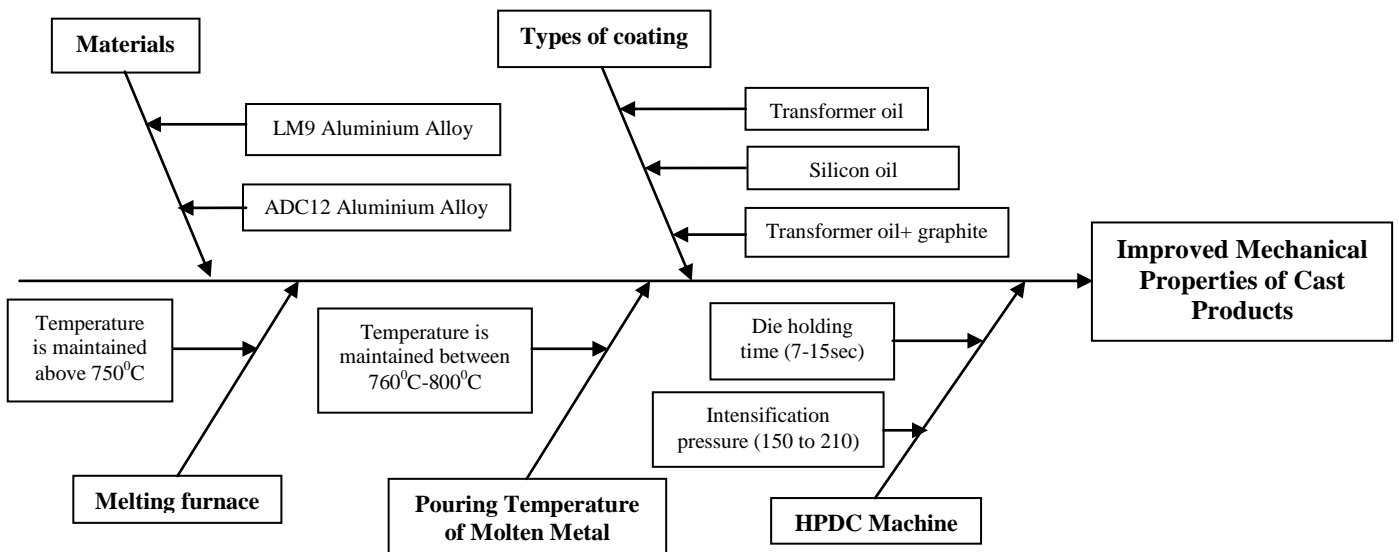 Materials
Types of coating
LM9 Aluminium Alloy
ADC12 Aluminium Alloy
Transformer oil
Silicon oil
Transformer oil+ graphite
Improved Mechanical
Properties of Cast
Products
Temperature
is maintained
above 750⁰C
Temperature is
maintained between
760⁰C-800⁰C
Die holding
time (7-15sec)
Intensification
pressure (150 to 210)
Melting furnace
Pouring Temperature
of Molten Metal
HPDC Machine